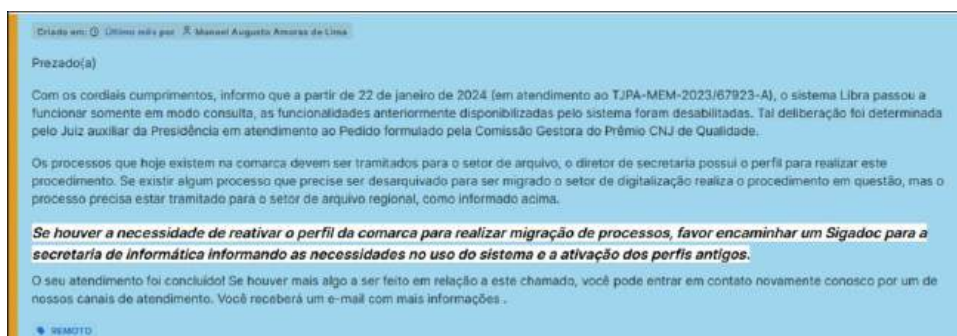 Criado em: Último mês por Manoel Augusto Amoras de Lima
Prezado(a)
Com os cordiais cumprimentos, informo que a partir de 22 de janeiro de 2024 (em atendimento ao TJPA-MEM-2023/67923-A), o sistema Libra passou a
funcionar somente em modo consulta, as funcionalidades anteriormente disponibilizadas pelo sistema foram desabilitadas. Tal deliberação foi determinada
pelo Juiz auxiliar da Presidência em atendimento ao Pedido formulado pela Comissão Gestora do Prêmio CNJ de Qualidade.
Os processos que hoje existem na comarca devem ser tramitados para o setor de arquivo, o diretor de secretaria possui o perfil para realizar este
procedimento. Se existir algum processo que precise ser desarquivado para ser migrado o setor de digitalização realiza o procedimento em questão, mas o
processo precisa estar tramitado para o setor de arquivo regional, como informado acima.
Se houver a necessidade de reativar o perfil da comarca para realizar migração de processos, favor encaminhar um Sigadoc para a
secretaria de informática informando as necessidades no uso do sistema e a ativação dos perfis antigos.
O seu atendimento foi concluído! Se houver mais algo a ser feito em relação a este chamado, você pode entrar em contato novamente conosco por um de
nossos canais de atendimento. Você receberá um e-mail com mais informações .
REMOTO